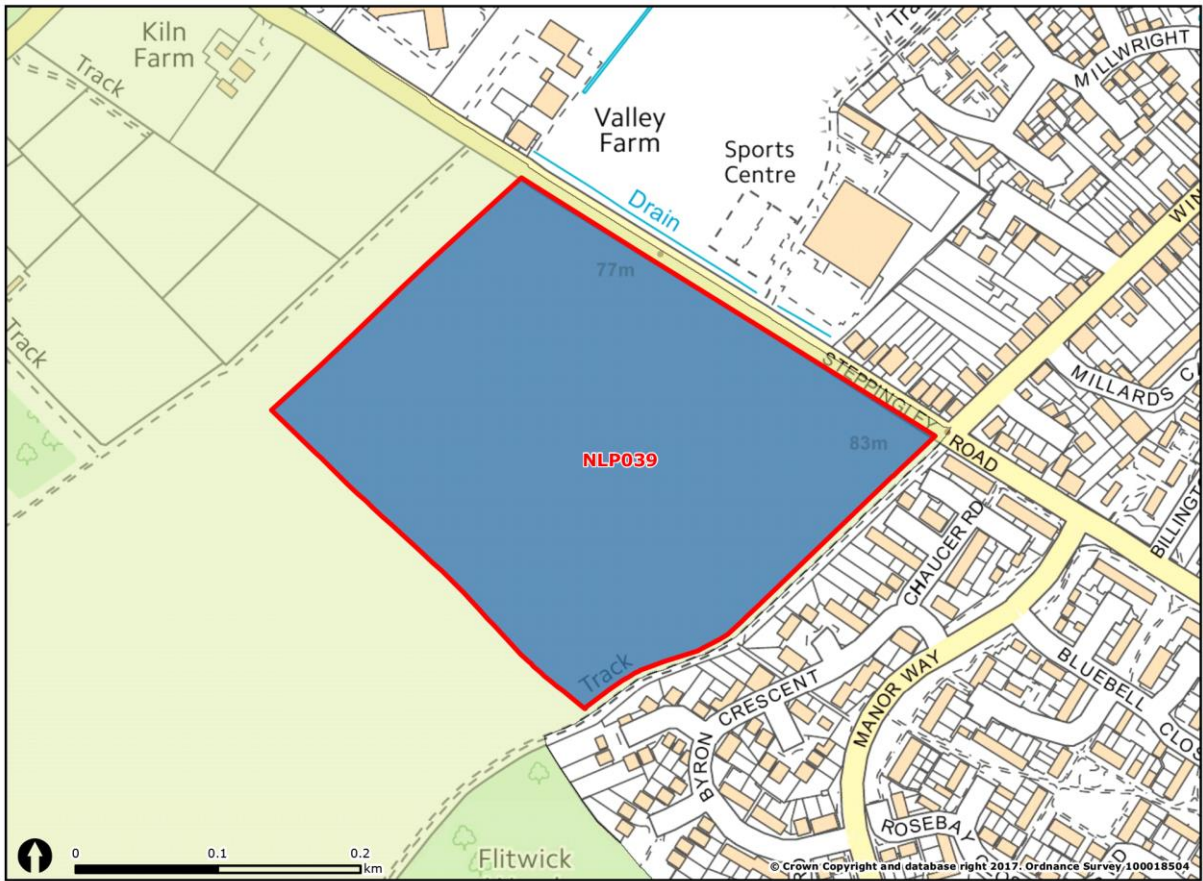 Kiln
Farm
Track
Valley
Farm
Sports
Centre
Drain
77m
MILLWRIGHT
Track
STEPPINGLEY
ROAD
83m
MILLARDS
NLP039
CHAUCER RD
Track
BYRON
CRESCENT
MANOR WAY
BLUEBELL
ROSEBAY
Flitwick
0
0.1
0.2
km
© Crown Copyright and database right 2017. Ordnance Survey 100018504